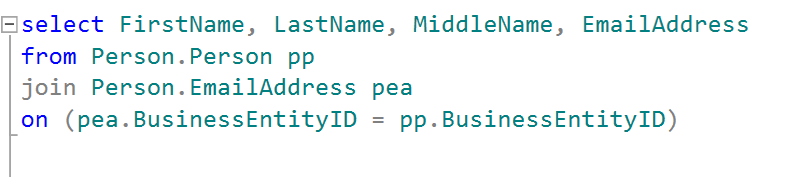 select FirstName, LastName, MiddleName, EmailAddress
from Person.Person pp
join Person.EmailAddress pea
on (pea.BusinessEntityID = pp.BusinessEntityID)